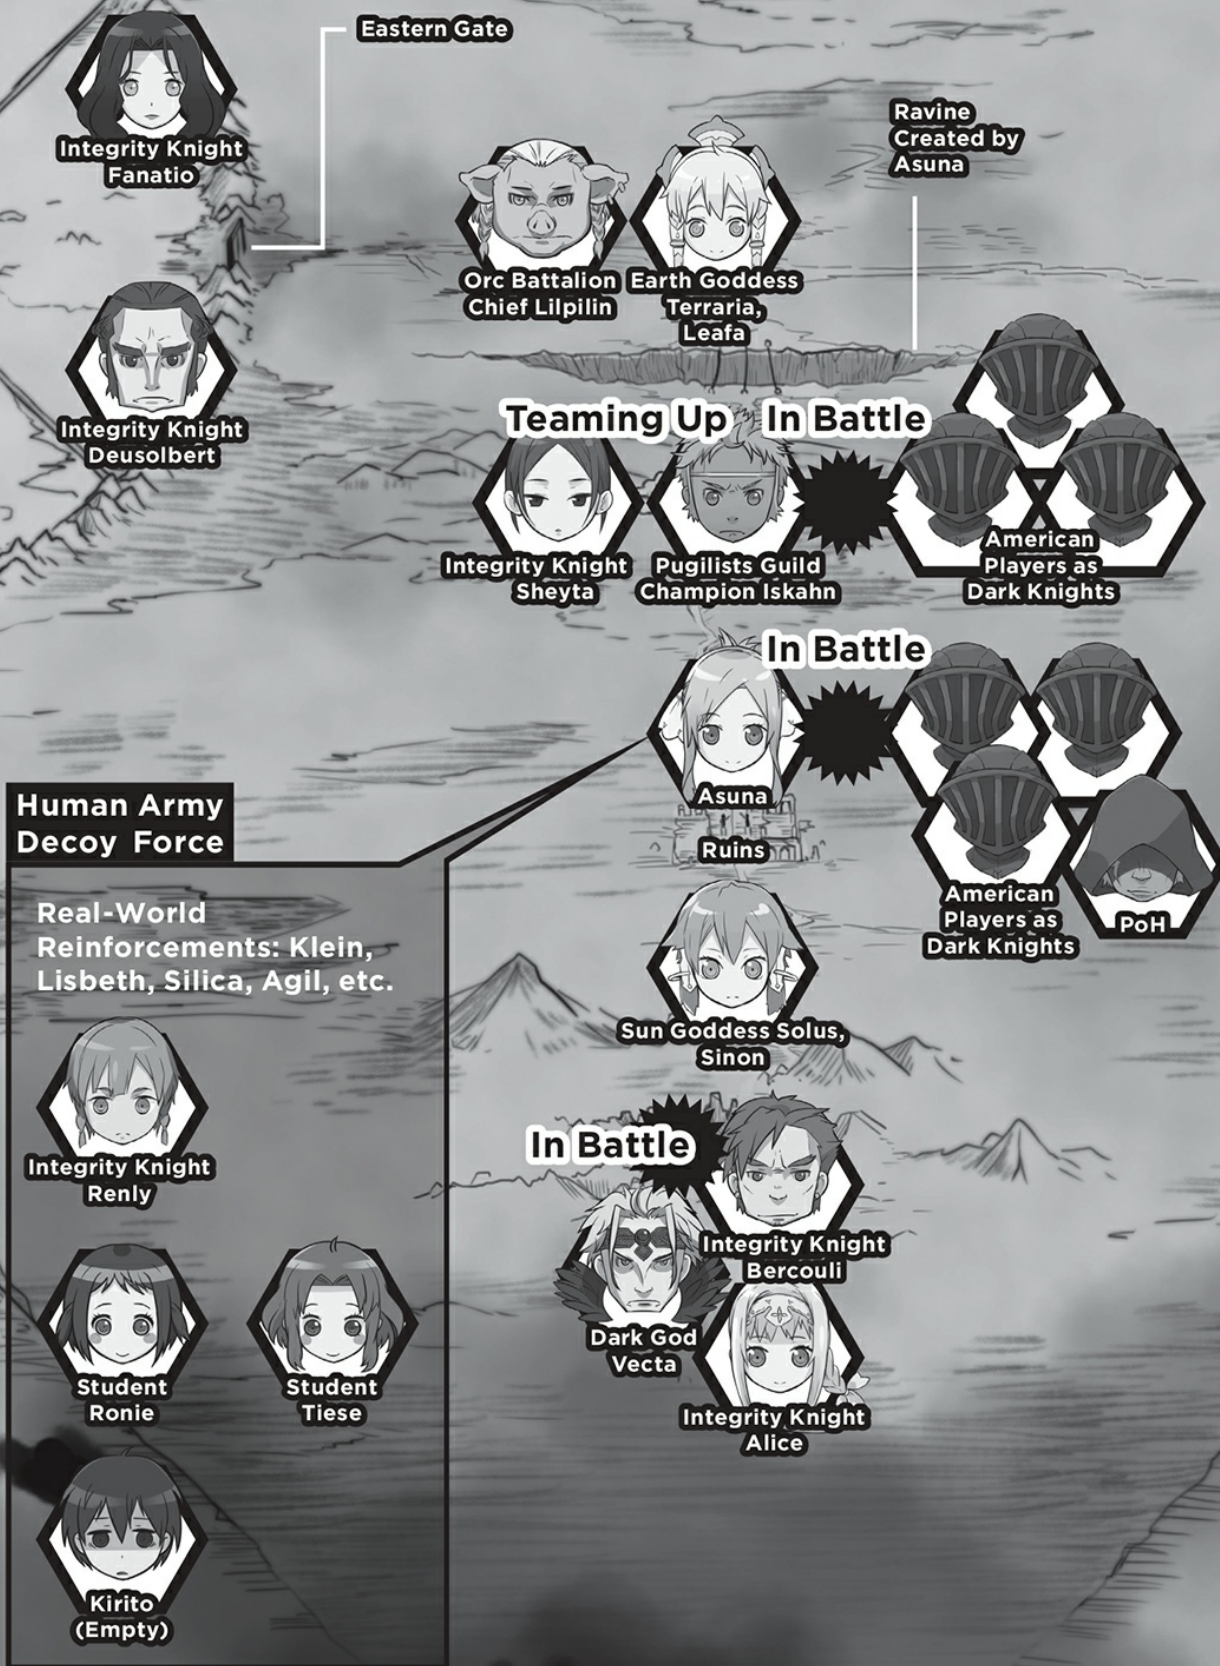 Eastern Gate
Integrity Knight
Fanatio
Ravine
Created by
Asuna
Orc Battalion
Chief Lilpilin
Earth Goddess
Terraria,
Leafa
Integrity Knight
Deusolbert
Teaming Up
In Battle
Integrity Knight
Sheyta
Pugilists Guild
Champion Iskahn
American
Players as
Dark Knights
In Battle
Asuna
Ruins
American
Players as
Dark Knights
PoH
Human Army
Decoy Force
Real-World
Reinforcements: Klein,
Lisbeth, Silica, Agil, etc.
Integrity Knight
Renly
Student
Ronie
Student
Tiese
Kirito
(Empty)
Sun Goddess Solus,
Sinon
In Battle
Integrity Knight
Bercouli
Dark God
Vecta
Integrity Knight
Alice